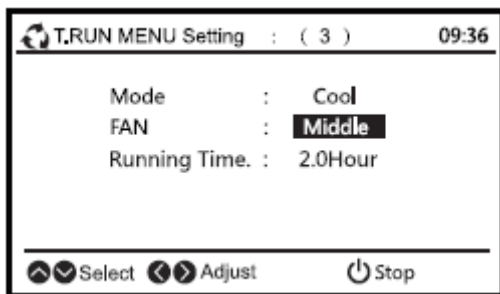 T.RUN MENU Setting : ( 3 ) 09:36
Mode : Cool
FAN : Middle
Running Time. : 2.0Hour
Select Adjust Stop